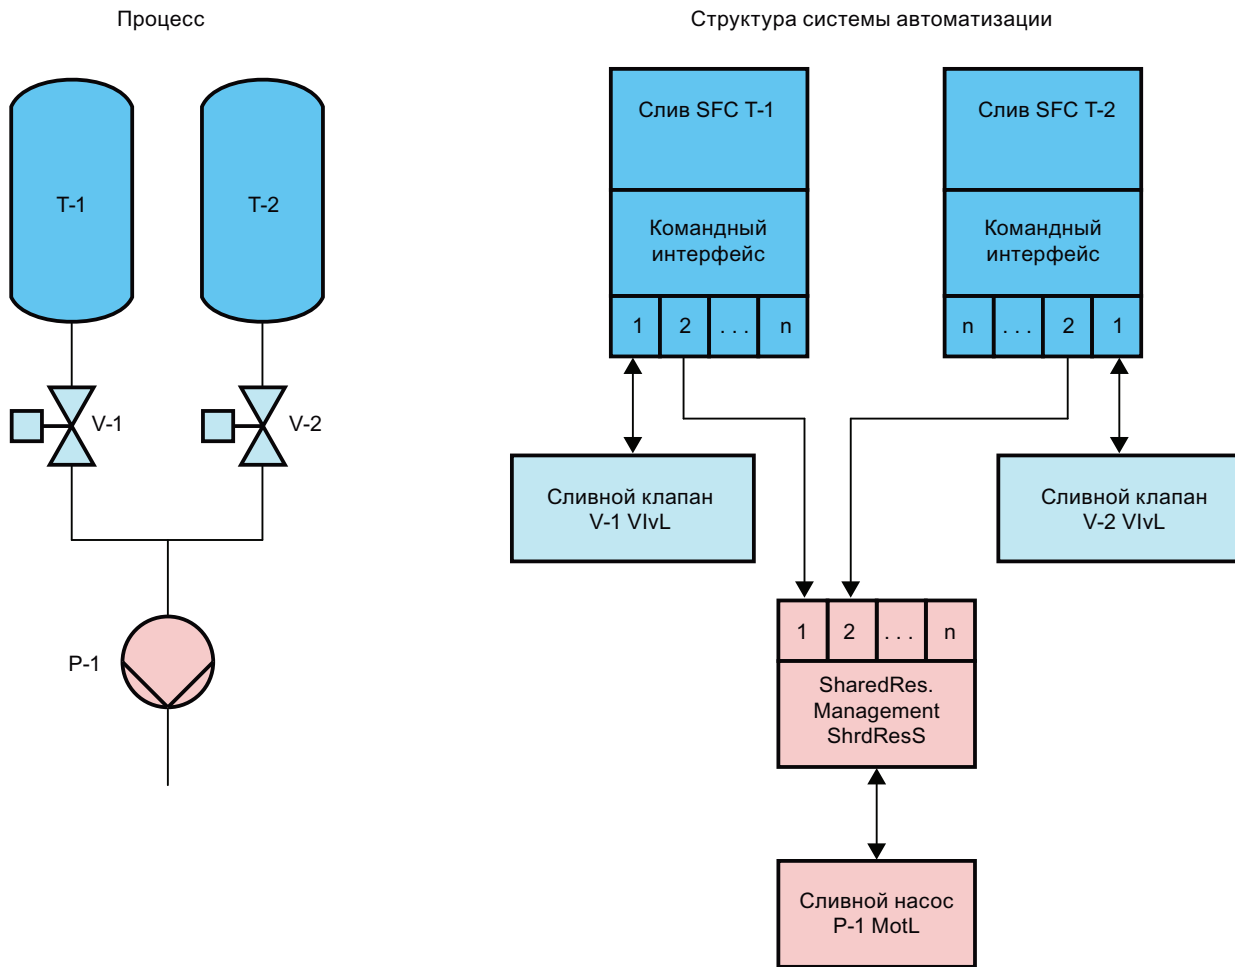 Процесс
Структура системы автоматизации
T-1
T-2
V-1
V-2
P-1
Слив SFC T-1
Слив SFC T-2
Командный
интерфейс
Командный
интерфейс
1 2 . . . n
n . . . 2 1
Сливной клапан
V-1 VlvL
Сливной клапан
V-2 VlvL
1 2 . . . n
SharedRes.
Management
ShrdResS
Сливной насос
P-1 MotL